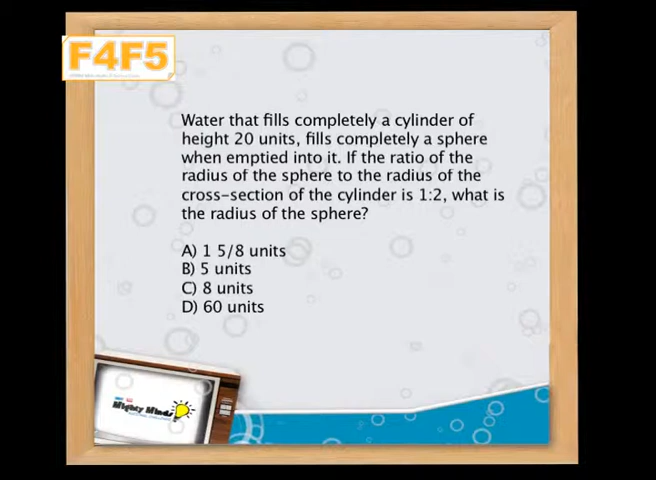 F4F5
Water that fills completely a cylinder of
height 20 units, fills completely a sphere
when emptied into it. If the ratio of the
radius of the sphere to the radius of the
cross-section of the cylinder is 1:2, what is
the radius of the sphere?
A) 1 5/8 units
B) 5 units
C) 8 units
D) 60 units
Mighty Minds